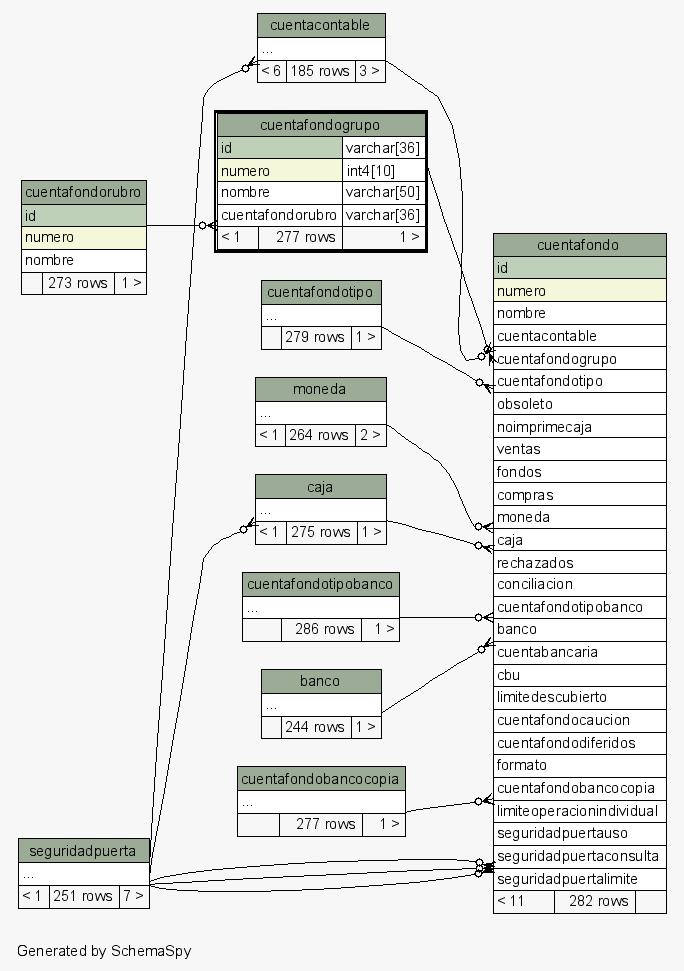 cuentacontable
...
< 6 185 rows 3 >
cuentafondogrupo
id varchar[36]
numero int4[10]
nombre varchar[50]
cuentafondorubro varchar[36]
< 1 277 rows 1 >
cuentafondorubro
id
numero
nombre
273 rows 1 >
cuentafondotipo
...
279 rows 1 >
moneda
...
< 1 264 rows 2 >
caja
...
< 1 275 rows 1 >
cuentafondotipobanco
...
286 rows 1 >
banco
...
244 rows 1 >
cuentafondobancocopia
...
277 rows 1 >
seguridadpuerta
...
< 1 251 rows 7 >
cuentafondo
id
numero
nombre
cuentacontable
cuentafondogrupo
cuentafondotipo
obsoleto
noimprimecaja
ventas
fondos
compras
moneda
caja
rechazados
conciliacion
cuentafondotipobanco
banco
cuentabancaria
cbu
limitedescubierto
cuentafondocaucion
cuentafondodiferidos
formato
cuentafondobancocopia
limiteoperacionindividual
seguridadpuertauso
seguridadpuertaconsulta
seguridadpuertalimite
< 11 282 rows
Generated by SchemaSpy